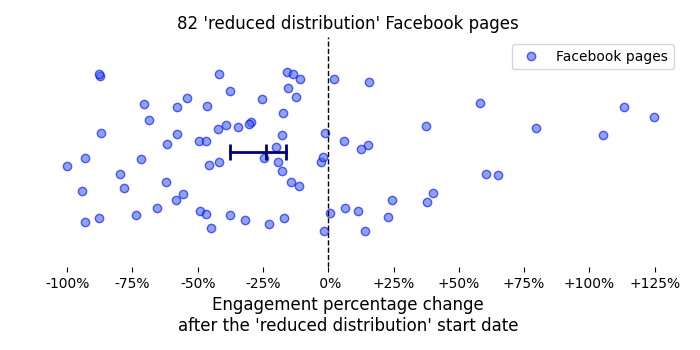 82 'reduced distribution' Facebook pages
Facebook pages
-100% -75% -50% -25% 0% +25% +50% +75% +100% +125%
Engagement percentage change
after the 'reduced distribution' start date